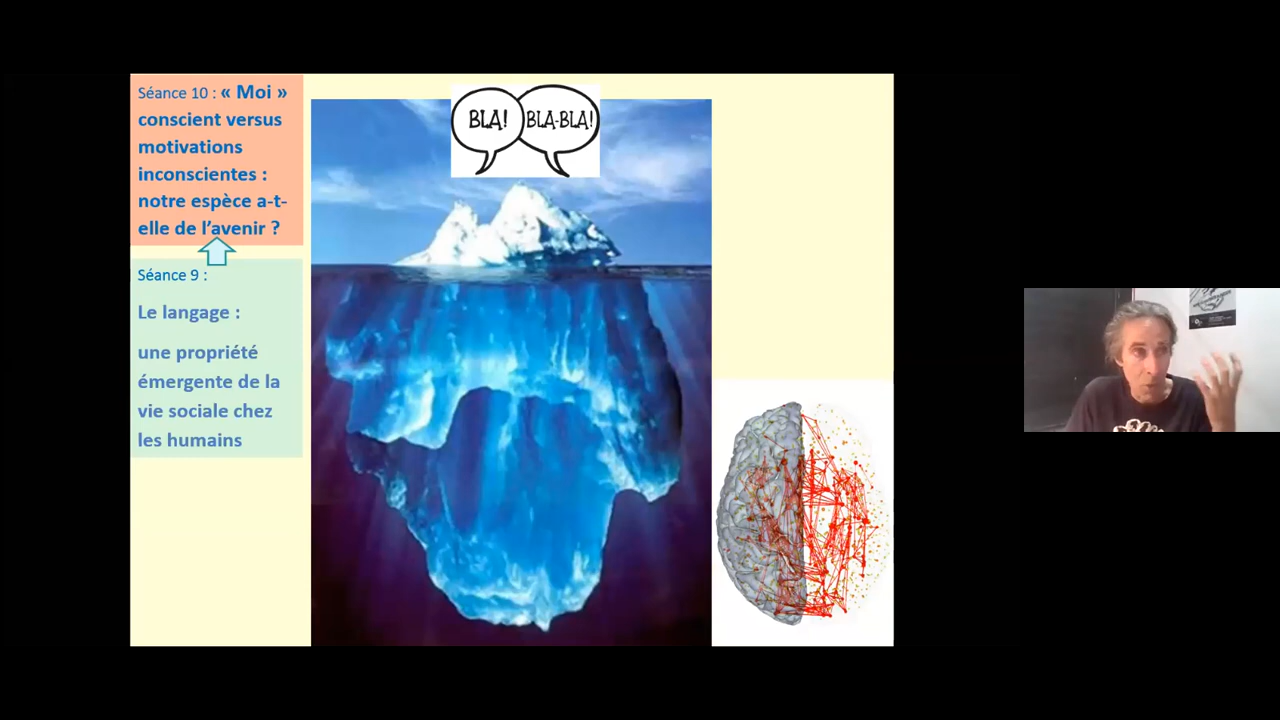 Séance 10 : « Moi »
conscient versus
motivations
inconscientes :
notre espèce a-t-
elle de l'avenir ?
Séance 9 :
Le langage :
une propriété
émergente de la
vie sociale chez
les humains
BLA!
BLA-BLA!